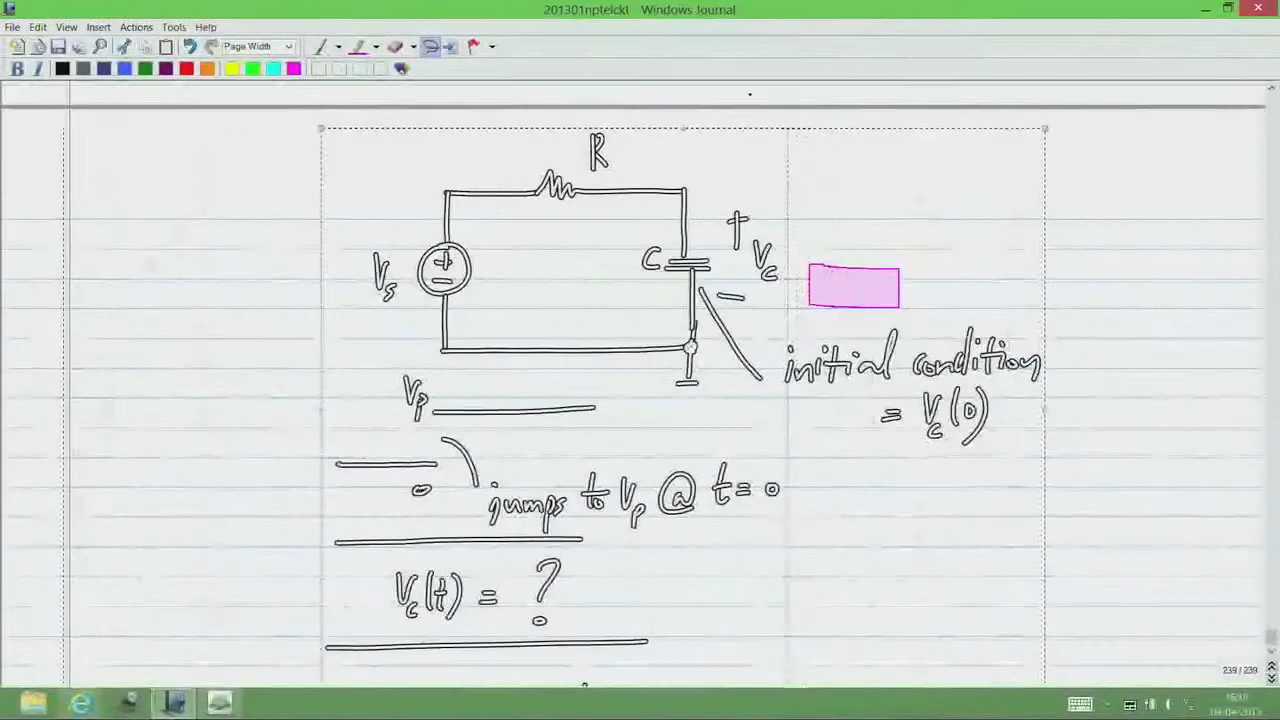 201301nptelckt - Windows Journal
File Edit View Insert Actions Tools Help
Page Width
B I
R
Vs
+
C
+
Vc
initial condition
= Vc(0)
Vp
0
jumps to Vp @ t=0
Vc(t) = ?
239 / 239